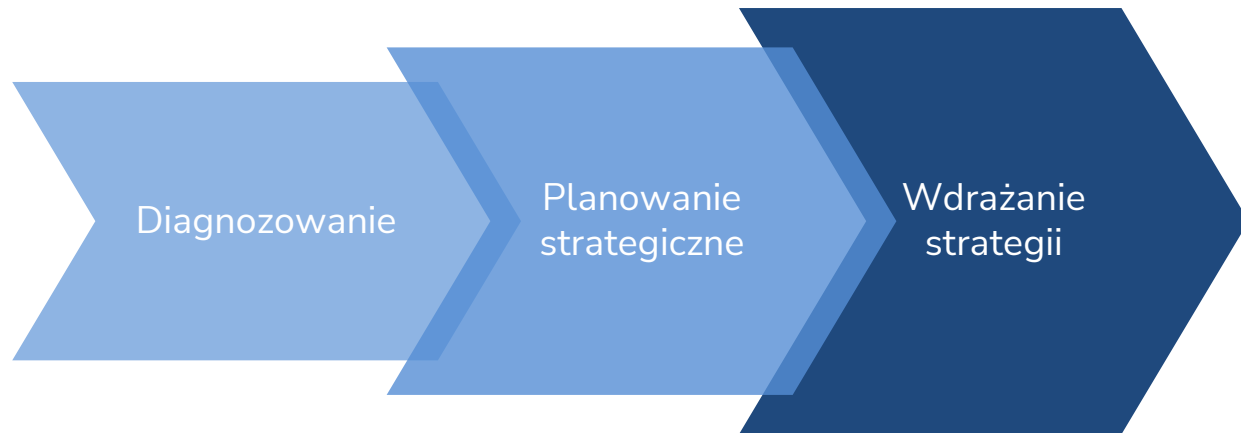 Diagnozowanie
Planowanie
strategiczne
Wdrażanie
strategii